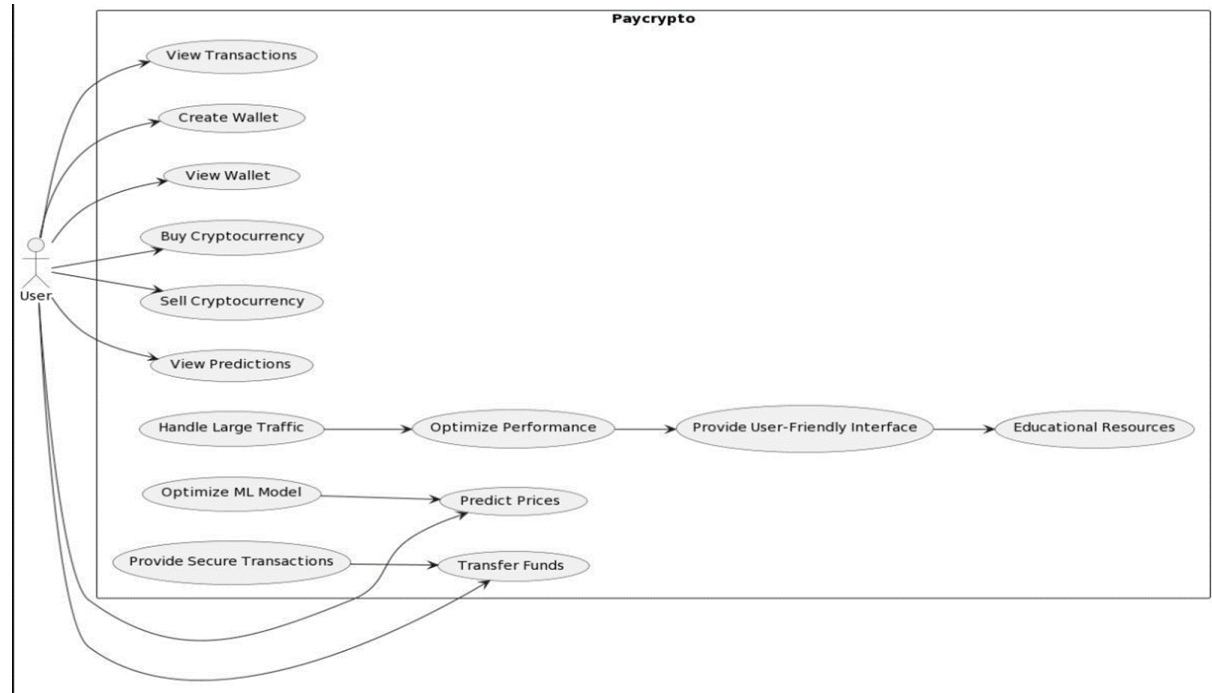 Paycrypto
View Transactions
Create Wallet
View Wallet
Buy Cryptocurrency
User
Sell Cryptocurrency
View Predictions
Handle Large Traffic
Optimize Performance
Provide User-Friendly Interface
Educational Resources
Optimize ML Model
Predict Prices
Provide Secure Transactions
Transfer Funds